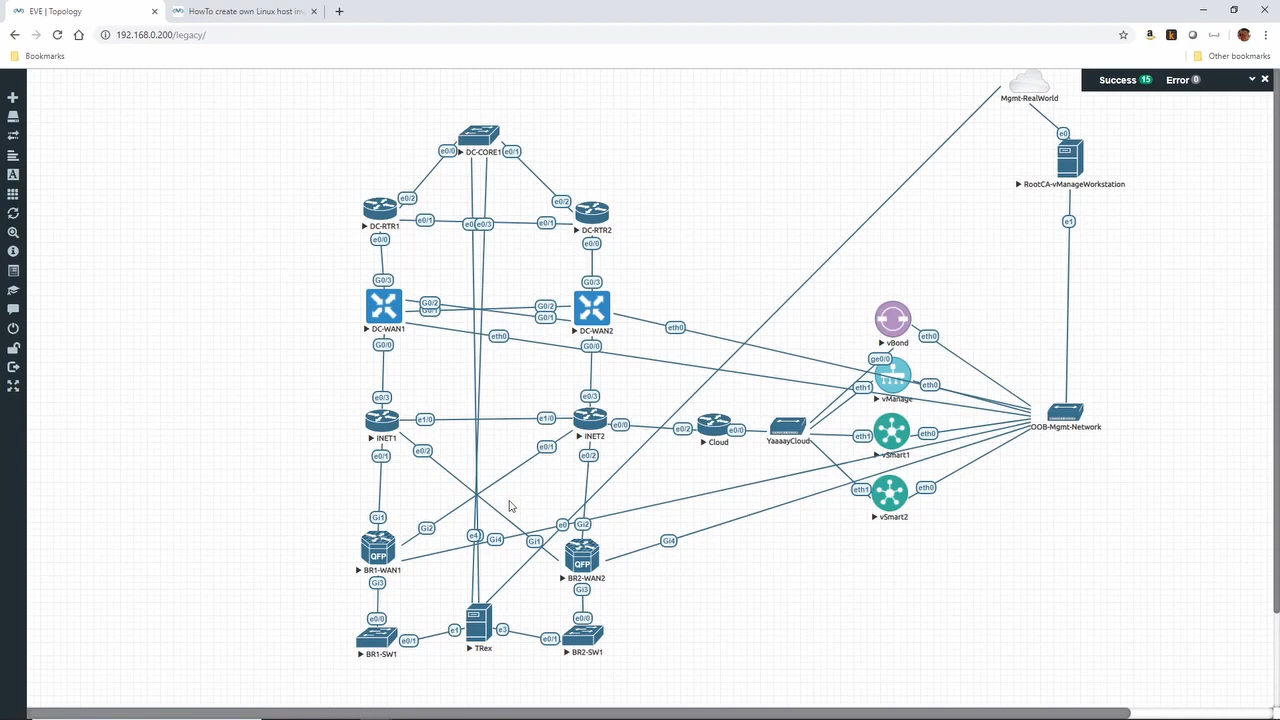 EVE | Topology
HowTo create own Linux host im
192.168.0.200/legacy/
Bookmarks
Other bookmarks
Success 15 Error 0
Mgmt-RealWorld
e0
RootCA-vManageWorkstation
e1
DC-CORE1
e0/0
e0/1
e0/2
e0/2
DC-RTR1
e0/1
e0/3
e0/1
DC-RTR2
e0/0
e0/0
G0/3
G0/3
G0/2
G0/1
G0/2
G0/1
DC-WAN1
DC-WAN2
eth0
eth0
G0/0
G0/0
vBond
eth0
ge0/0
eth1
eth0
vManage
e0/3
e0/3
INET1
e1/0
e1/0
INET2
e0/0
e0/2
Cloud
e0/0
YaaaayCloud
eth1
eth0
vSmart1
OOB-Mgmt-Network
e0/1
e0/2
e0/1
e0/2
eth1
eth0
vSmart2
Gi1
Gi2
e0
Gi2
e4
Gi4
Gi1
Gi4
QFP
QFP
BR1-WAN1
BR2-WAN2
Gi3
Gi3
e0/0
e0/0
e0/1
e1
e3
e0/1
BR1-SW1
TRex
BR2-SW1